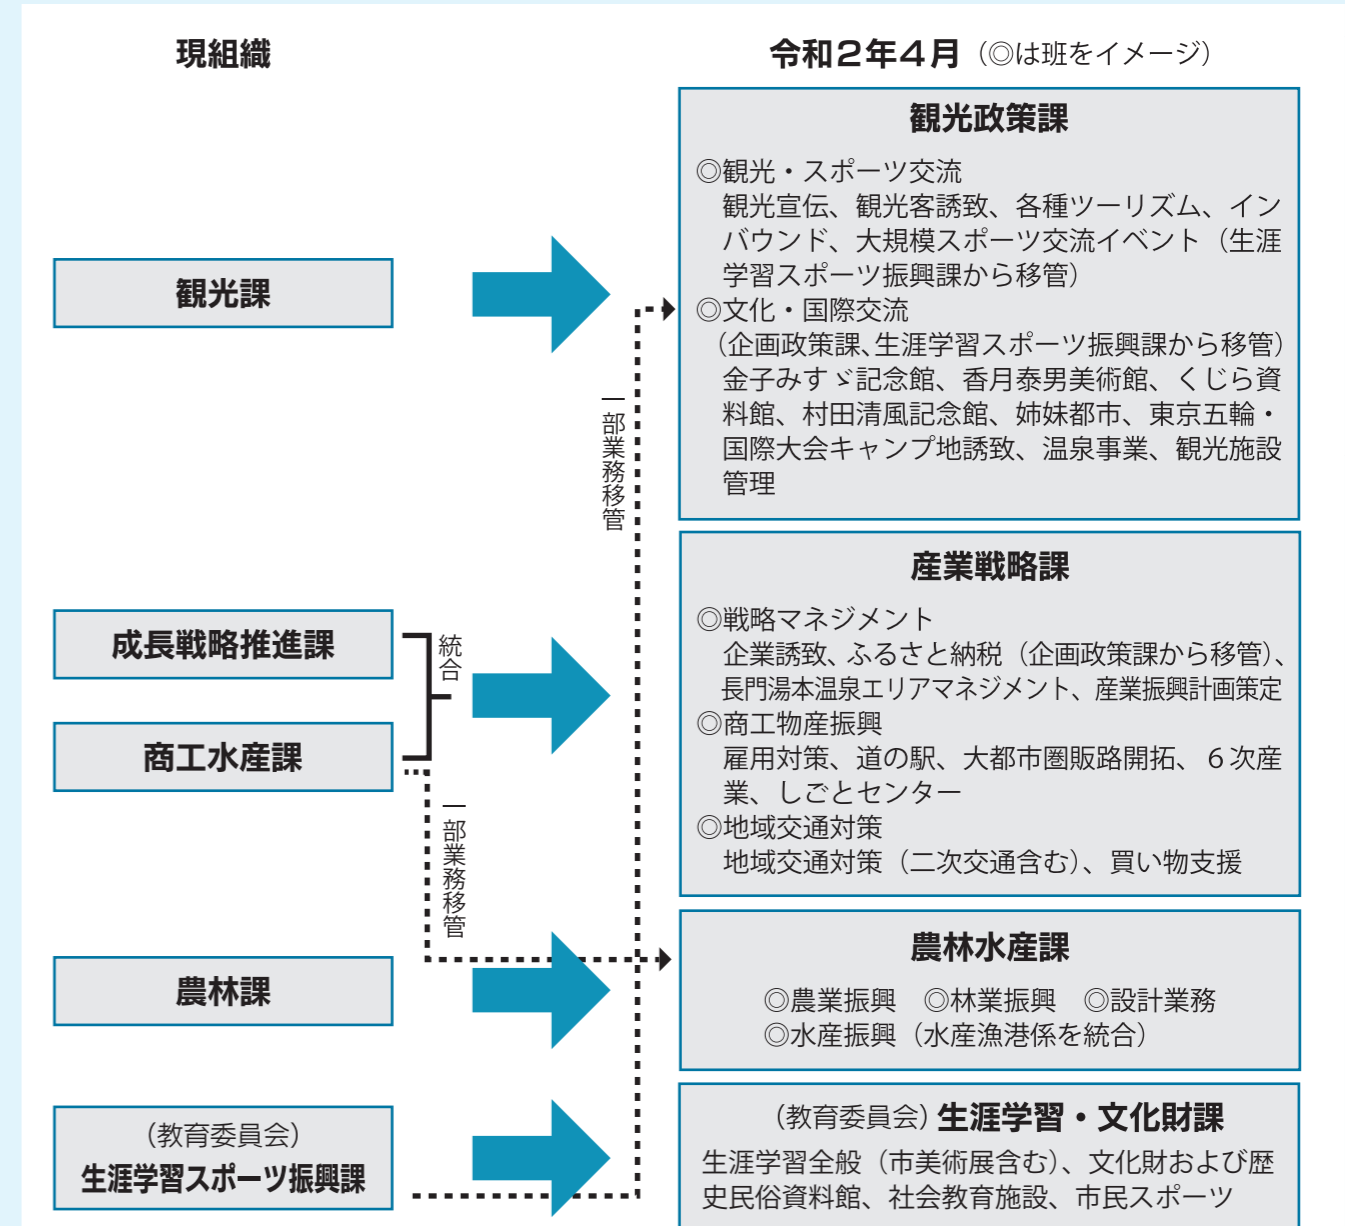 現組織
令和2年4月（◎は班をイメージ）
観光課
成長戦略推進課
商工水産課
統合
一部業務移管
農林課
（教育委員会）
生涯学習スポーツ振興課
一部業務移管
観光政策課
◎観光・スポーツ交流
観光宣伝、観光客誘致、各種ツーリズム、イン
バウンド、大規模スポーツ交流イベント（生涯
学習スポーツ振興課から移管）
◎文化・国際交流
（企画政策課、生涯学習スポーツ振興課から移管）
金子みすゞ記念館、香月泰男美術館、くじら資
料館、村田清風記念館、姉妹都市、東京五輪・
国際大会キャンプ地誘致、温泉事業、観光施設
管理
産業戦略課
◎戦略マネジメント
企業誘致、ふるさと納税（企画政策課から移管）、
長門湯本温泉エリアマネジメント、産業振興計画策定
◎商工物産振興
雇用対策、道の駅、大都市圏販路開拓、６次産
業、しごとセンター
◎地域交通対策
地域交通対策（二次交通含む）、買い物支援
農林水産課
◎農業振興　◎林業振興　◎設計業務
◎水産振興（水産漁港係を統合）
（教育委員会）生涯学習・文化財課
生涯学習全般（市美術展含む）、文化財および歴
史民俗資料館、社会教育施設、市民スポーツ